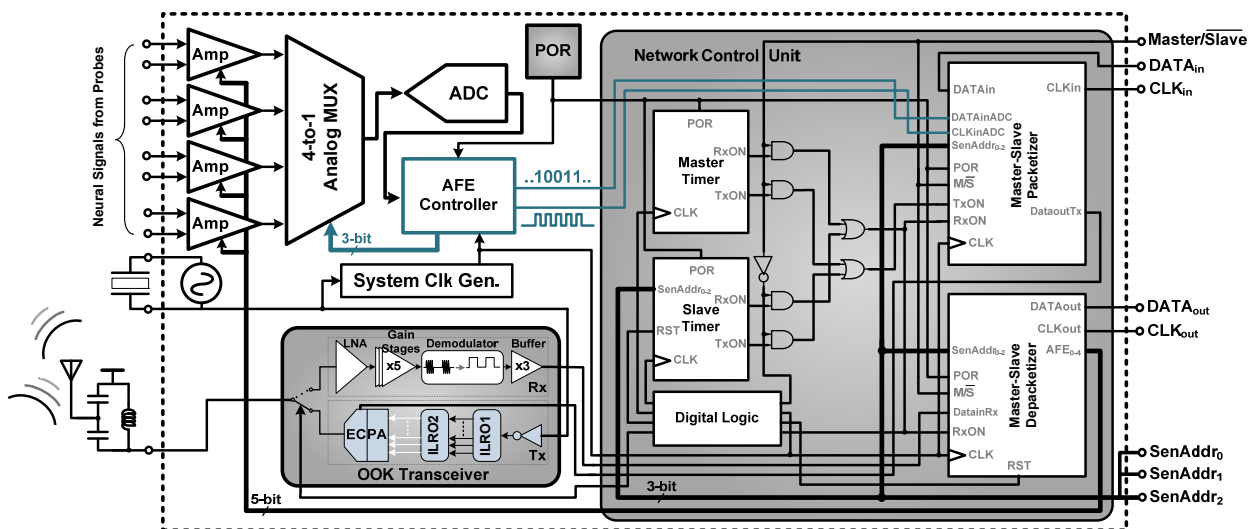 Neural Signals from Probes
Amp
Amp
Amp
Amp
4-to-1
Analog MUX
ADC
POR
AFE
Controller
..10011..
3-bit
System Clk Gen.
LNA
Gain
Stages
x5
Demodulator
Buffer
x3
Rx
ECPA
ILRO2
ILRO1
Tx
OOK Transceiver
5-bit
Network Control Unit
POR
Master
Timer
RxON
TxON
CLK
POR
SenAddr0-2
Slave
Timer
RxON
RST
TxON
CLK
Digital Logic
3-bit
DATAin
CLKin
DATAinADC
CLKinADC
SenAddr0-2
POR
M/S̅
TxON
RxON
DataoutTx
CLK
Master-Slave
Packetizer
DATAout
CLKout
SenAddr0-2
AFE0-4
POR
M/S̅
DatainRx
RxON
CLK
RST
Master-Slave
Depacketizer
Master/S̅l̅a̅v̅e̅
DATAin
CLKin
DATAout
CLKout
SenAddr0
SenAddr1
SenAddr2